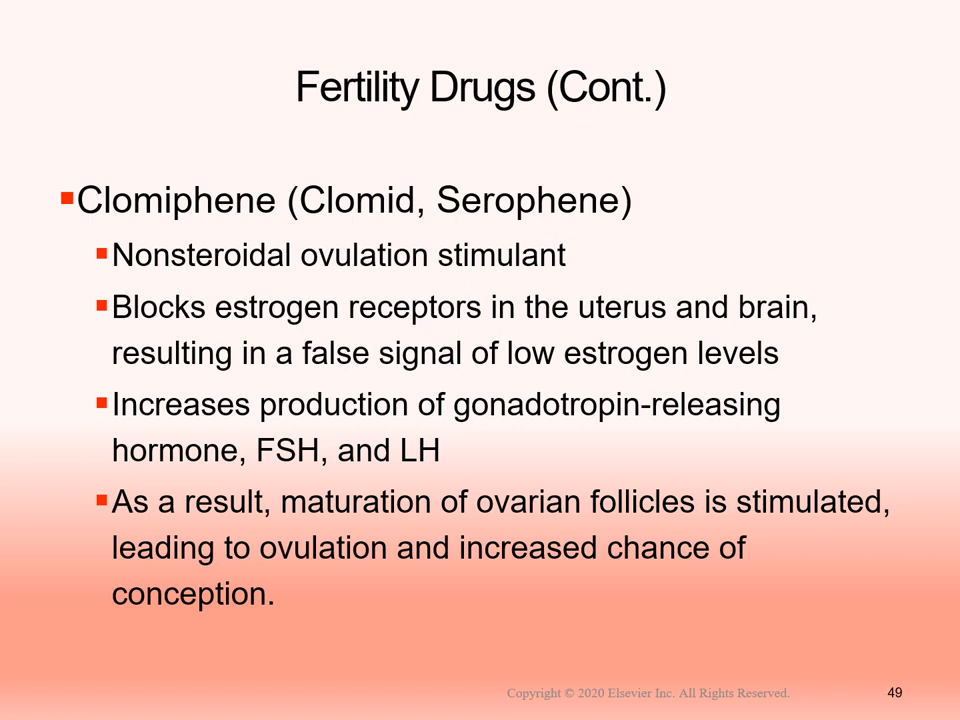 Fertility Drugs (Cont.)
Clomiphene (Clomid, Serophene)
Nonsteroidal ovulation stimulant
Blocks estrogen receptors in the uterus and brain,
resulting in a false signal of low estrogen levels
Increases production of gonadotropin-releasing
hormone, FSH, and LH
As a result, maturation of ovarian follicles is stimulated,
leading to ovulation and increased chance of
conception.
Copyright © 2020 Elsevier Inc. All Rights Reserved.
49